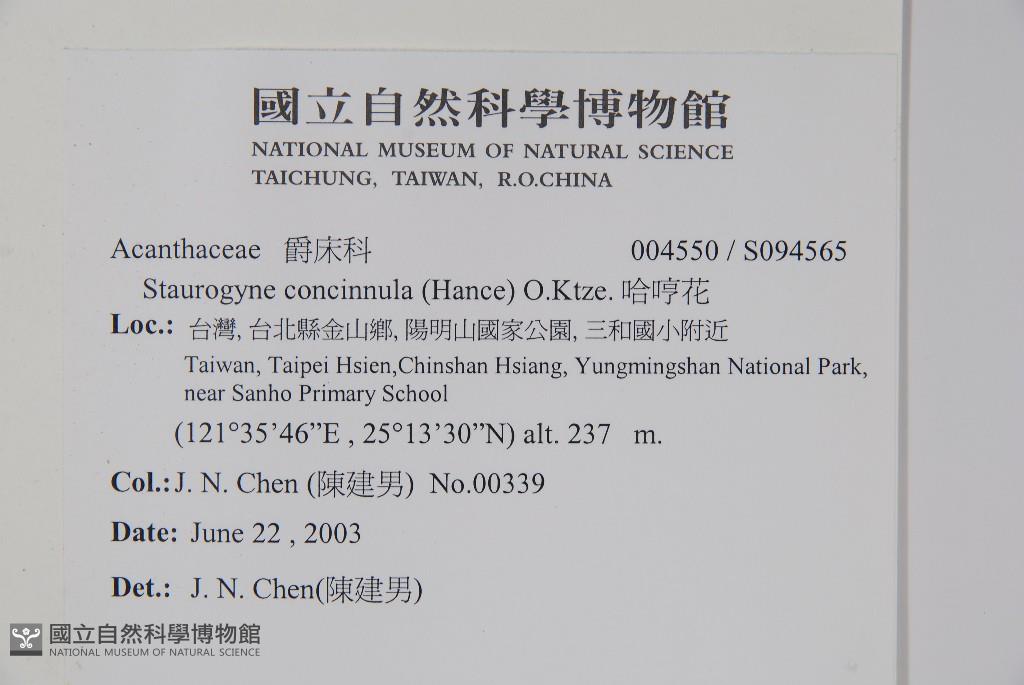 國立自然科學博物館
NATIONAL MUSEUM OF NATURAL SCIENCE
TAICHUNG, TAIWAN, R.O.CHINA
Acanthaceae 爵床科 004550 / S094565
Staurogyne concinnula (Hance) O.Ktze. 哈哼花
Loc.: 台灣, 台北縣金山鄉, 陽明山國家公園, 三和國小附近
Taiwan, Taipei Hsien,Chinshan Hsiang, Yungmingshan National Park,
near Sanho Primary School
(121°35'46”E , 25°13'30”N) alt. 237 m.
Col.: J. N. Chen (陳建男) No.00339
Date: June 22 , 2003
Det.: J. N. Chen(陳建男)
國立自然科學博物館
NATIONAL MUSEUM OF NATURAL SCIENCE